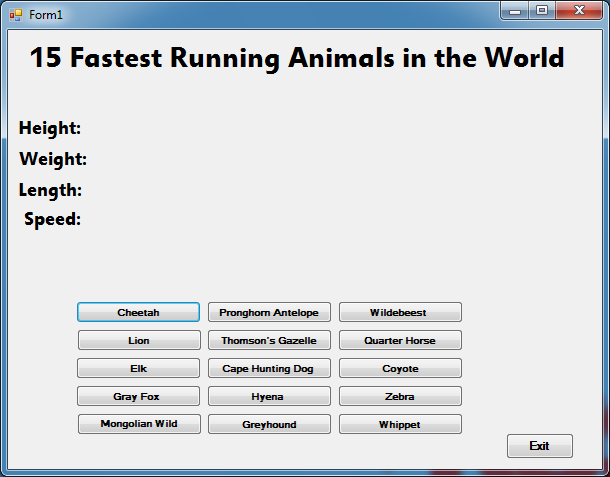 Form1
15 Fastest Running Animals in the World
Height:
Weight:
Length:
Speed:
Cheetah Pronghorn Antelope Wildebeest
Lion Thomson's Gazelle Quarter Horse
Elk Cape Hunting Dog Coyote
Gray Fox Hyena Zebra
Mongolian Wild Greyhound Whippet
Exit